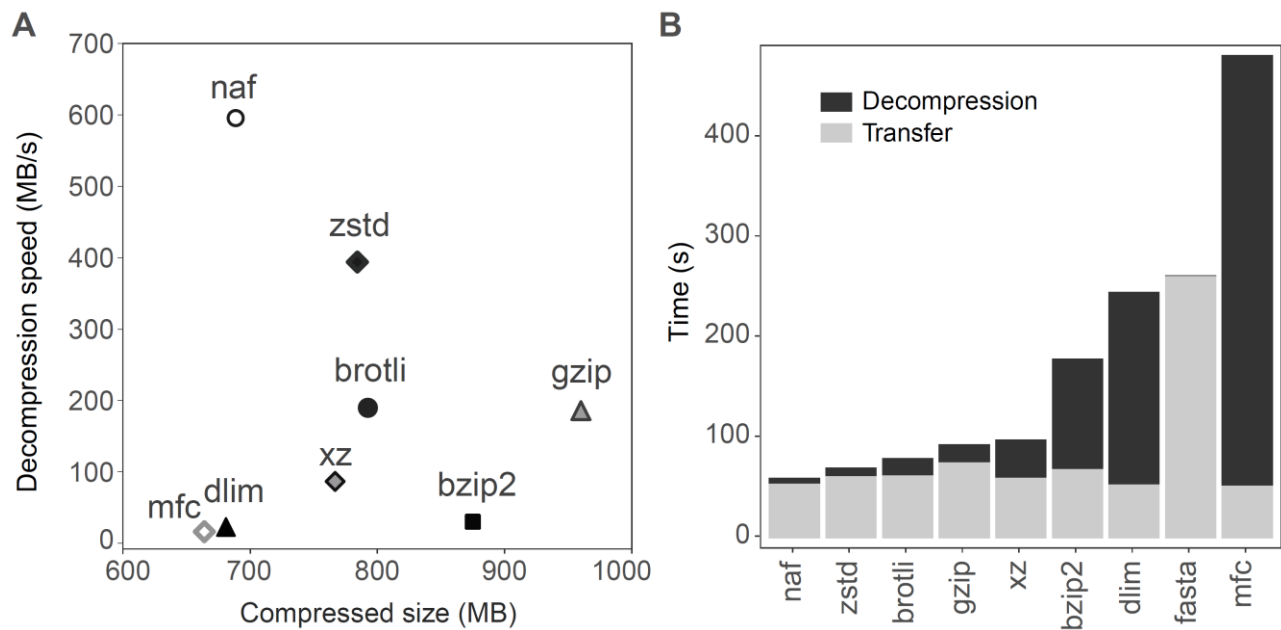 A
Decompression speed (MB/s)
700
600
500
400
300
200
100
0
naf
zstd
brotli
gzip
xz
bzip2
mfc
dlim
600
700
800
900
1000
Compressed size (MB)
B
Time (s)
400
300
200
100
0
Decompression
Transfer
naf
zstd
brotli
gzip
xz
bzip2
dlim
fasta
mfc